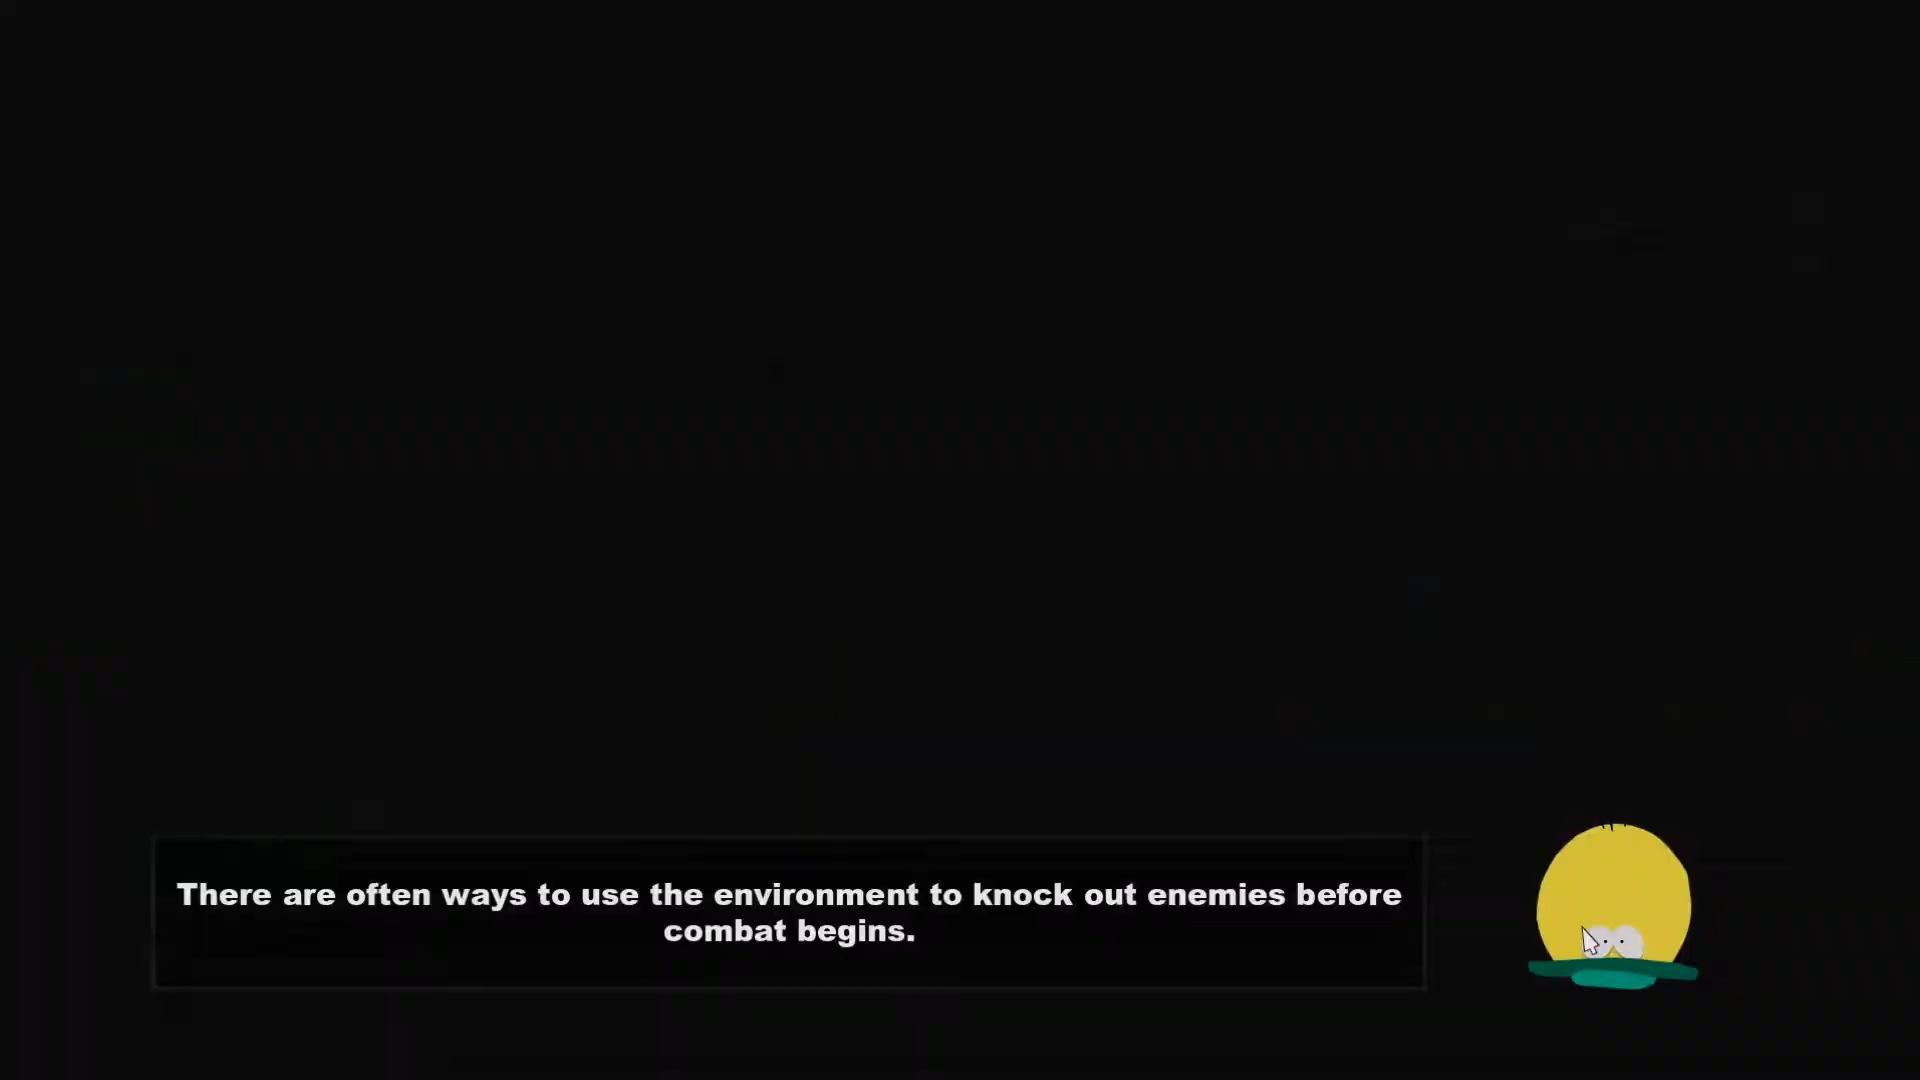 There are often ways to use the environment to knock out enemies before
combat begins.